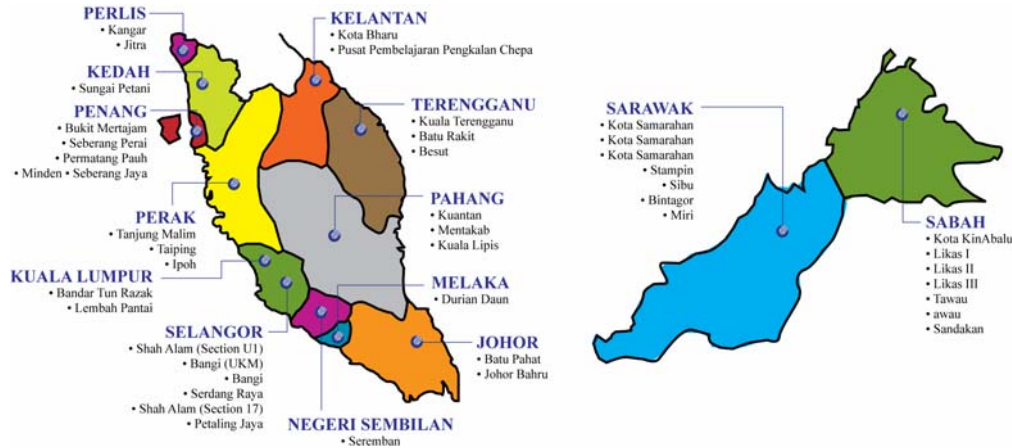 PERLIS
• Kangar
• Jitra
KEDAH
• Sungai Petani
PENANG
• Bukit Mertajam
• Seberang Perai
• Permatang Pauh
• Minden • Seberang Jaya
PERAK
• Tanjung Malim
• Taiping
• Ipoh
KUALA LUMPUR
• Bandar Tun Razak
• Lembah Pantai
SELANGOR
• Shah Alam (Section U1)
• Bangi (UKM)
• Bangi
• Serdang Raya
• Shah Alam (Section 17)
• Petaling Jaya
KELANTAN
• Kota Bharu
• Pusat Pembelajaran Pengkalan Chepa
TERENGGANU
• Kuala Terengganu
• Batu Rakit
• Besut
PAHANG
• Kuantan
• Mentakab
• Kuala Lipis
MELAKA
• Durian Daun
JOHOR
• Batu Pahat
• Johor Bahru
NEGERI SEMBILAN
• Seremban
SARAWAK
• Kota Samarahan
• Kota Samarahan
• Kota Samarahan
• Stampin
• Sibu
• Bintagor
• Miri
SABAH
• Kota KinAbalu
• Likas I
• Likas II
• Likas III
• Tawau
• awau
• Sandakan